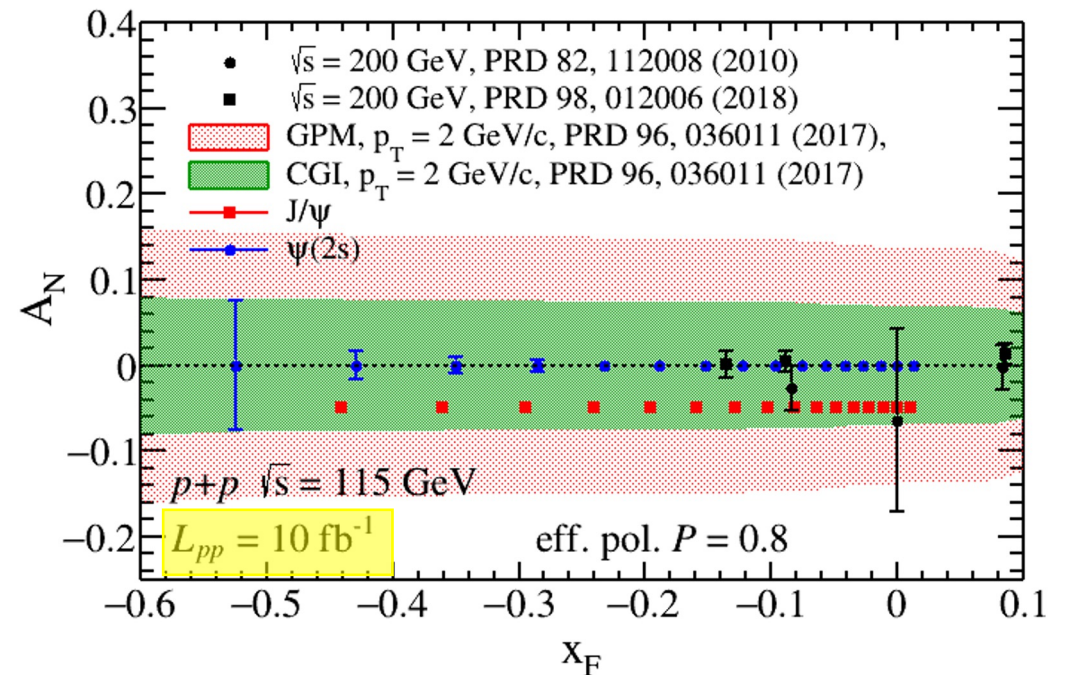 0.4
√s = 200 GeV, PRD 82, 112008 (2010)
0.3
√s = 200 GeV, PRD 98, 012006 (2018)
GPM, p_T = 2 GeV/c, PRD 96, 036011 (2017),
0.2
CGI, p_T = 2 GeV/c, PRD 96, 036011 (2017)
J/ψ
ψ(2s)
0.1
A_N
0
−0.1
p+p √s = 115 GeV
−0.2
L_pp = 10 fb^-1
eff. pol. P = 0.8
−0.6 −0.5 −0.4 −0.3 −0.2 −0.1 0 0.1
x_F